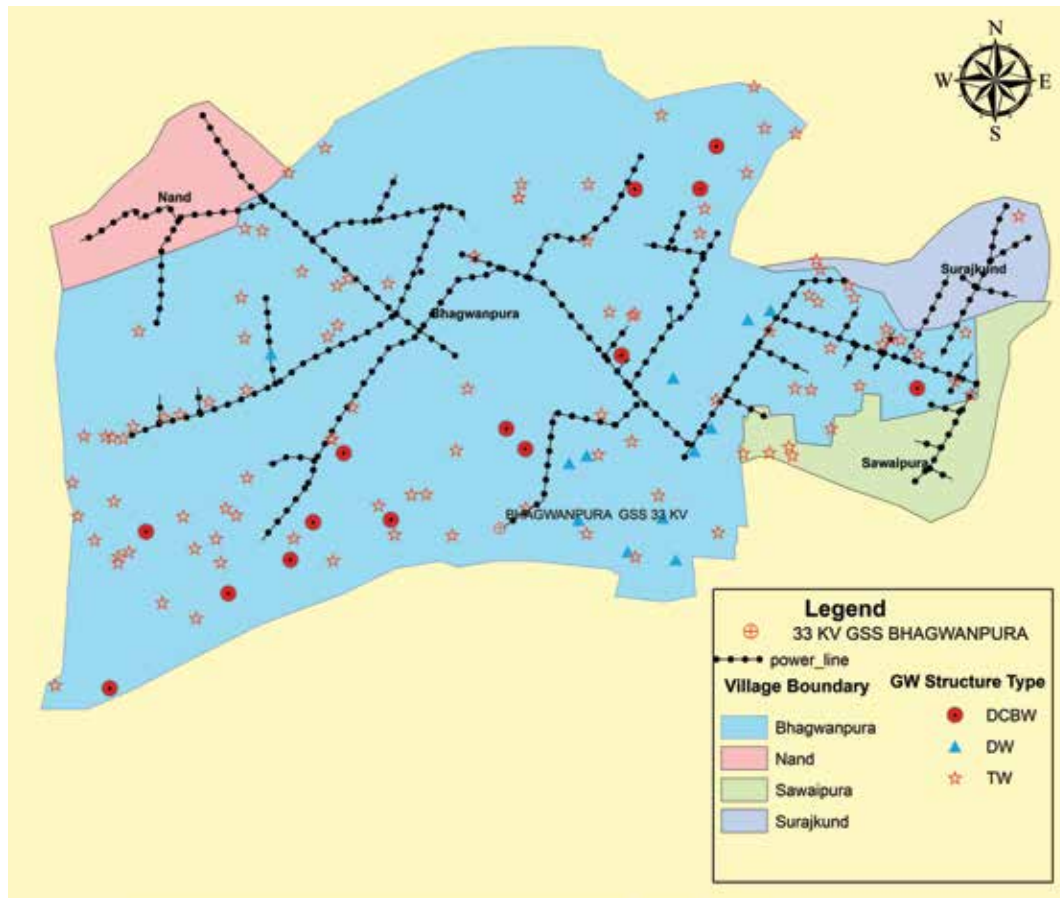 N
W E
S
Nand
Surajkund
Bhagwanpura
Sawaipura
BHAGWANPURA GSS 33 KV
Legend
33 KV GSS BHAGWANPURA
power_line
Village Boundary
Bhagwanpura
Nand
Sawaipura
Surajkund
GW Structure Type
DCBW
DW
TW